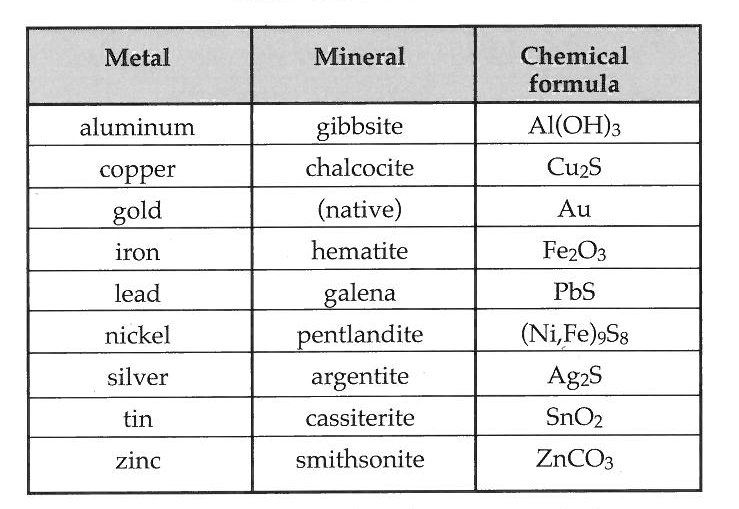 Metal Mineral Chemical
formula
aluminum gibbsite Al(OH)₃
copper chalcocite Cu₂S
gold (native) Au
iron hematite Fe₂O₃
lead galena PbS
nickel pentlandite (Ni,Fe)₉S₈
silver argentite Ag₂S
tin cassiterite SnO₂
zinc smithsonite ZnCO₃